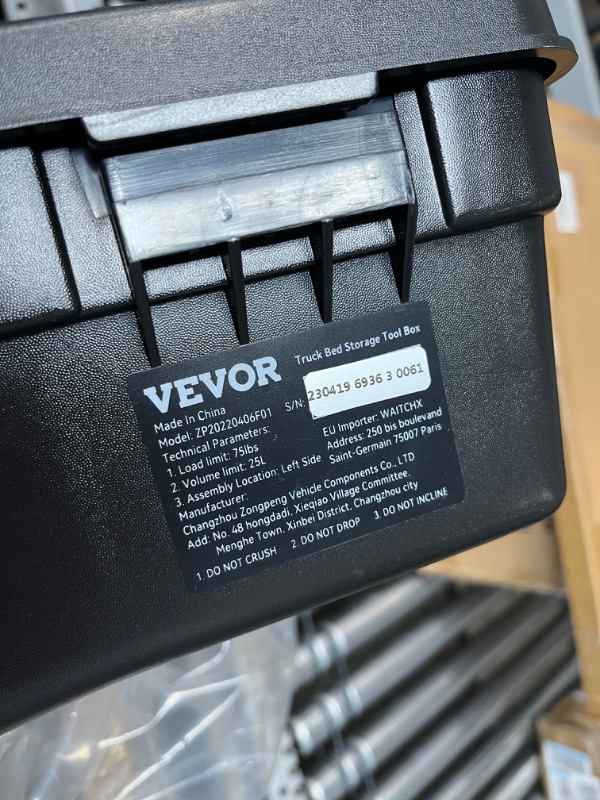 VEVOR
Truck Bed Storage Tool Box
Made In China
Model: ZP20220406F01
S/N: 230419 6936 3 0061
Technical Parameters:
1. Load limit: 75lbs
2. Volume limit: 25L
3. Assembly Location: Left Side
EU Importer: WAITCHX
Address: 250 bis boulevand
Saint-Germain 75007 Paris
Manufacturer:
Changzhou Zongpeng Vehicle Components Co., LTD
Add: No. 48 hongdadi, Xieqiao Village Committee.
Menghe Town, Xinbei District, Changzhou city
1. DO NOT CRUSH 2. DO NOT DROP 3. DO NOT INCLINE